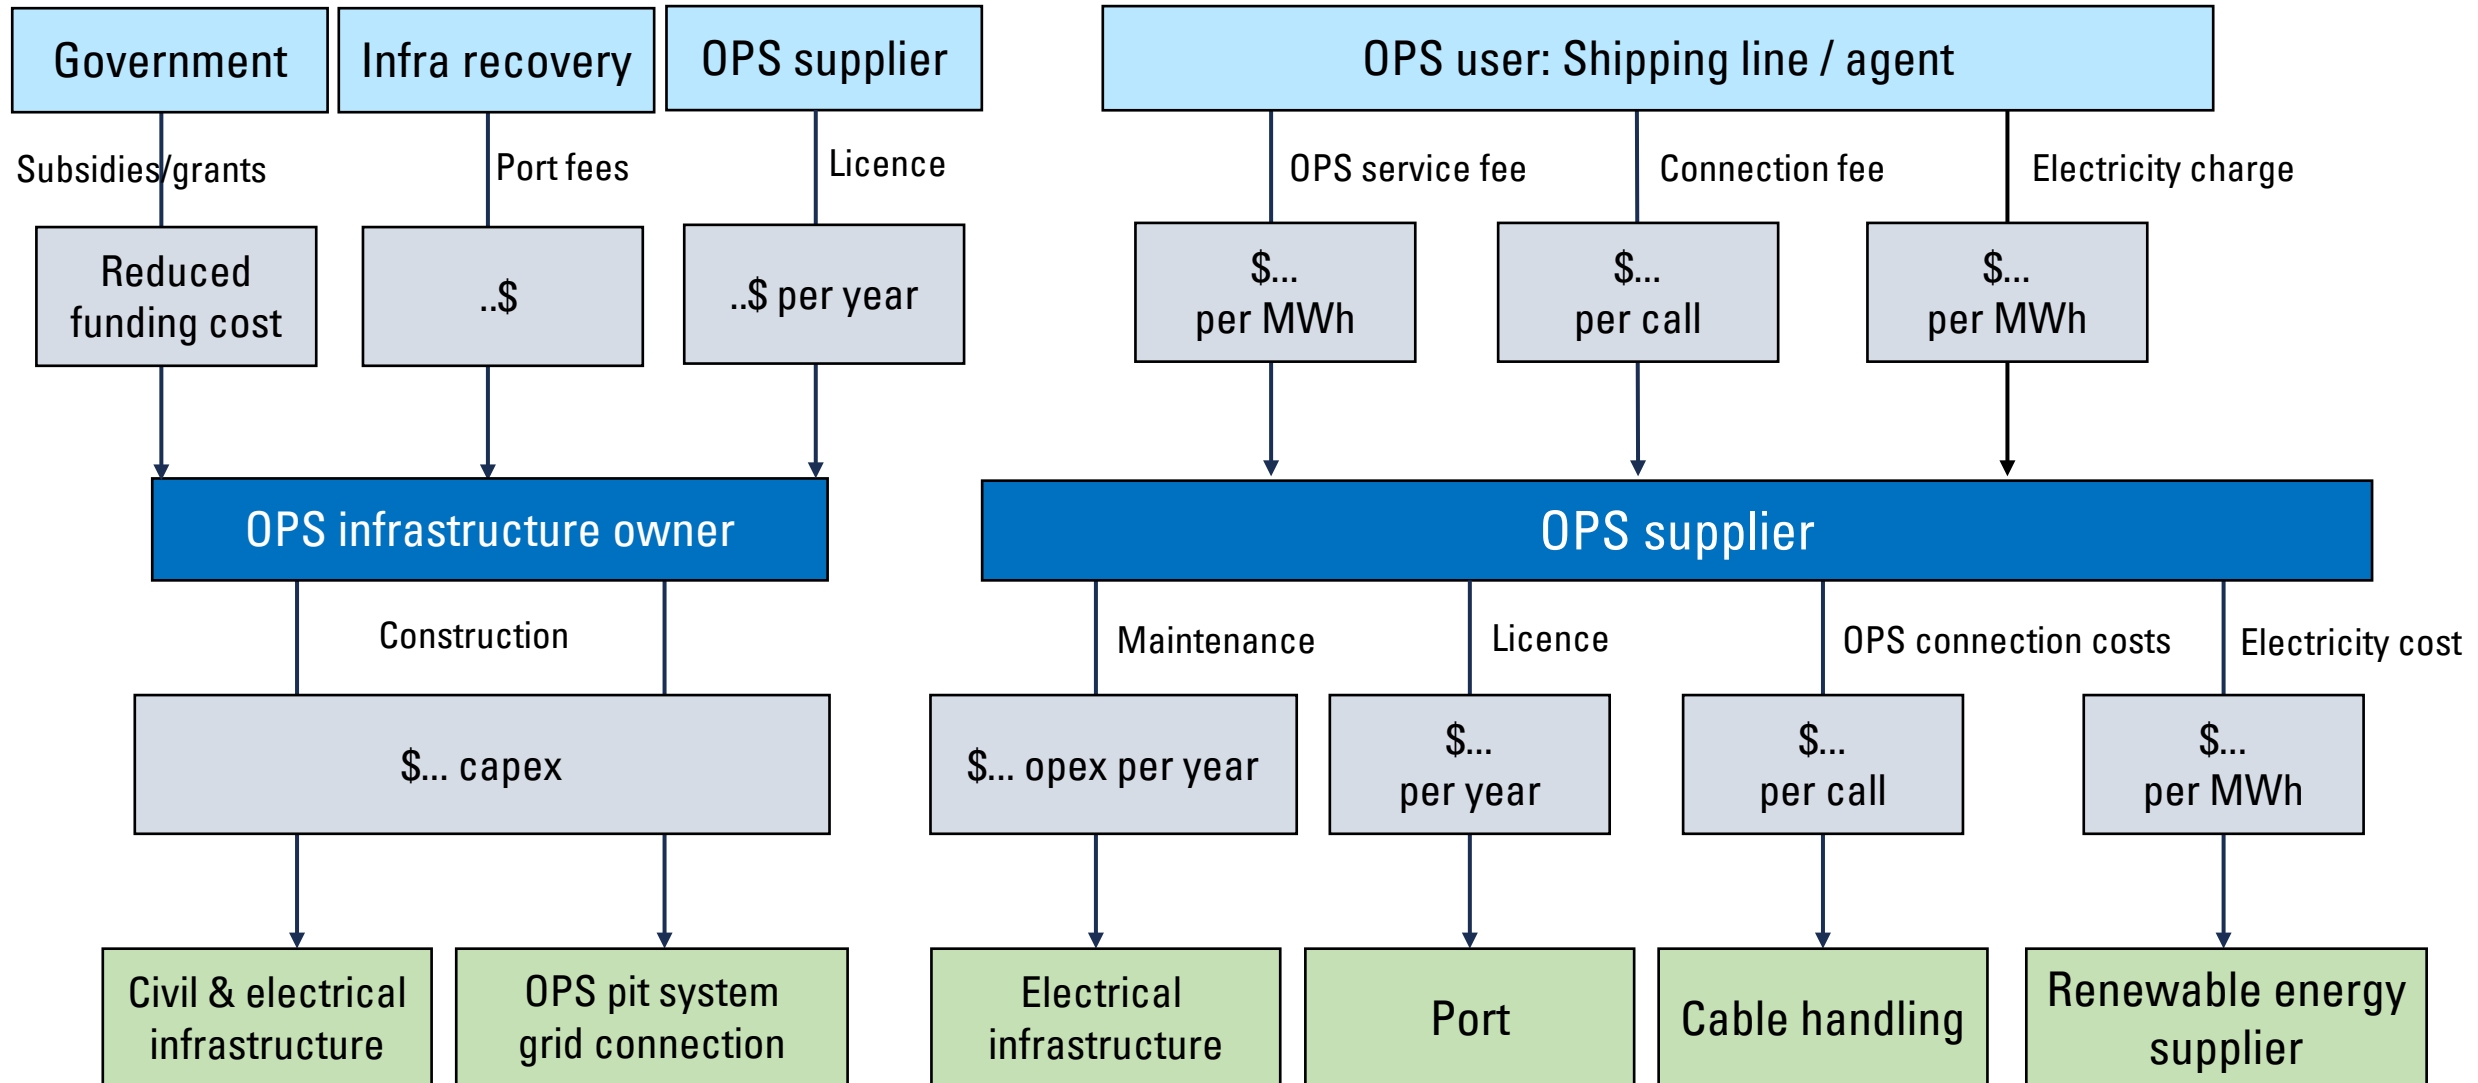 Government
Infra recovery
OPS supplier
OPS user: Shipping line / agent
Subsidies/grants
Port fees
Licence
OPS service fee
Connection fee
Electricity charge
Reduced
funding cost
..$
..$ per year
$...
per MWh
$...
per call
$...
per MWh
OPS infrastructure owner
OPS supplier
Construction
Maintenance
Licence
OPS connection costs
Electricity cost
$... capex
$... opex per year
$...
per year
$...
per call
$...
per MWh
Civil & electrical
infrastructure
OPS pit system
grid connection
Electrical
infrastructure
Port
Cable handling
Renewable energy
supplier